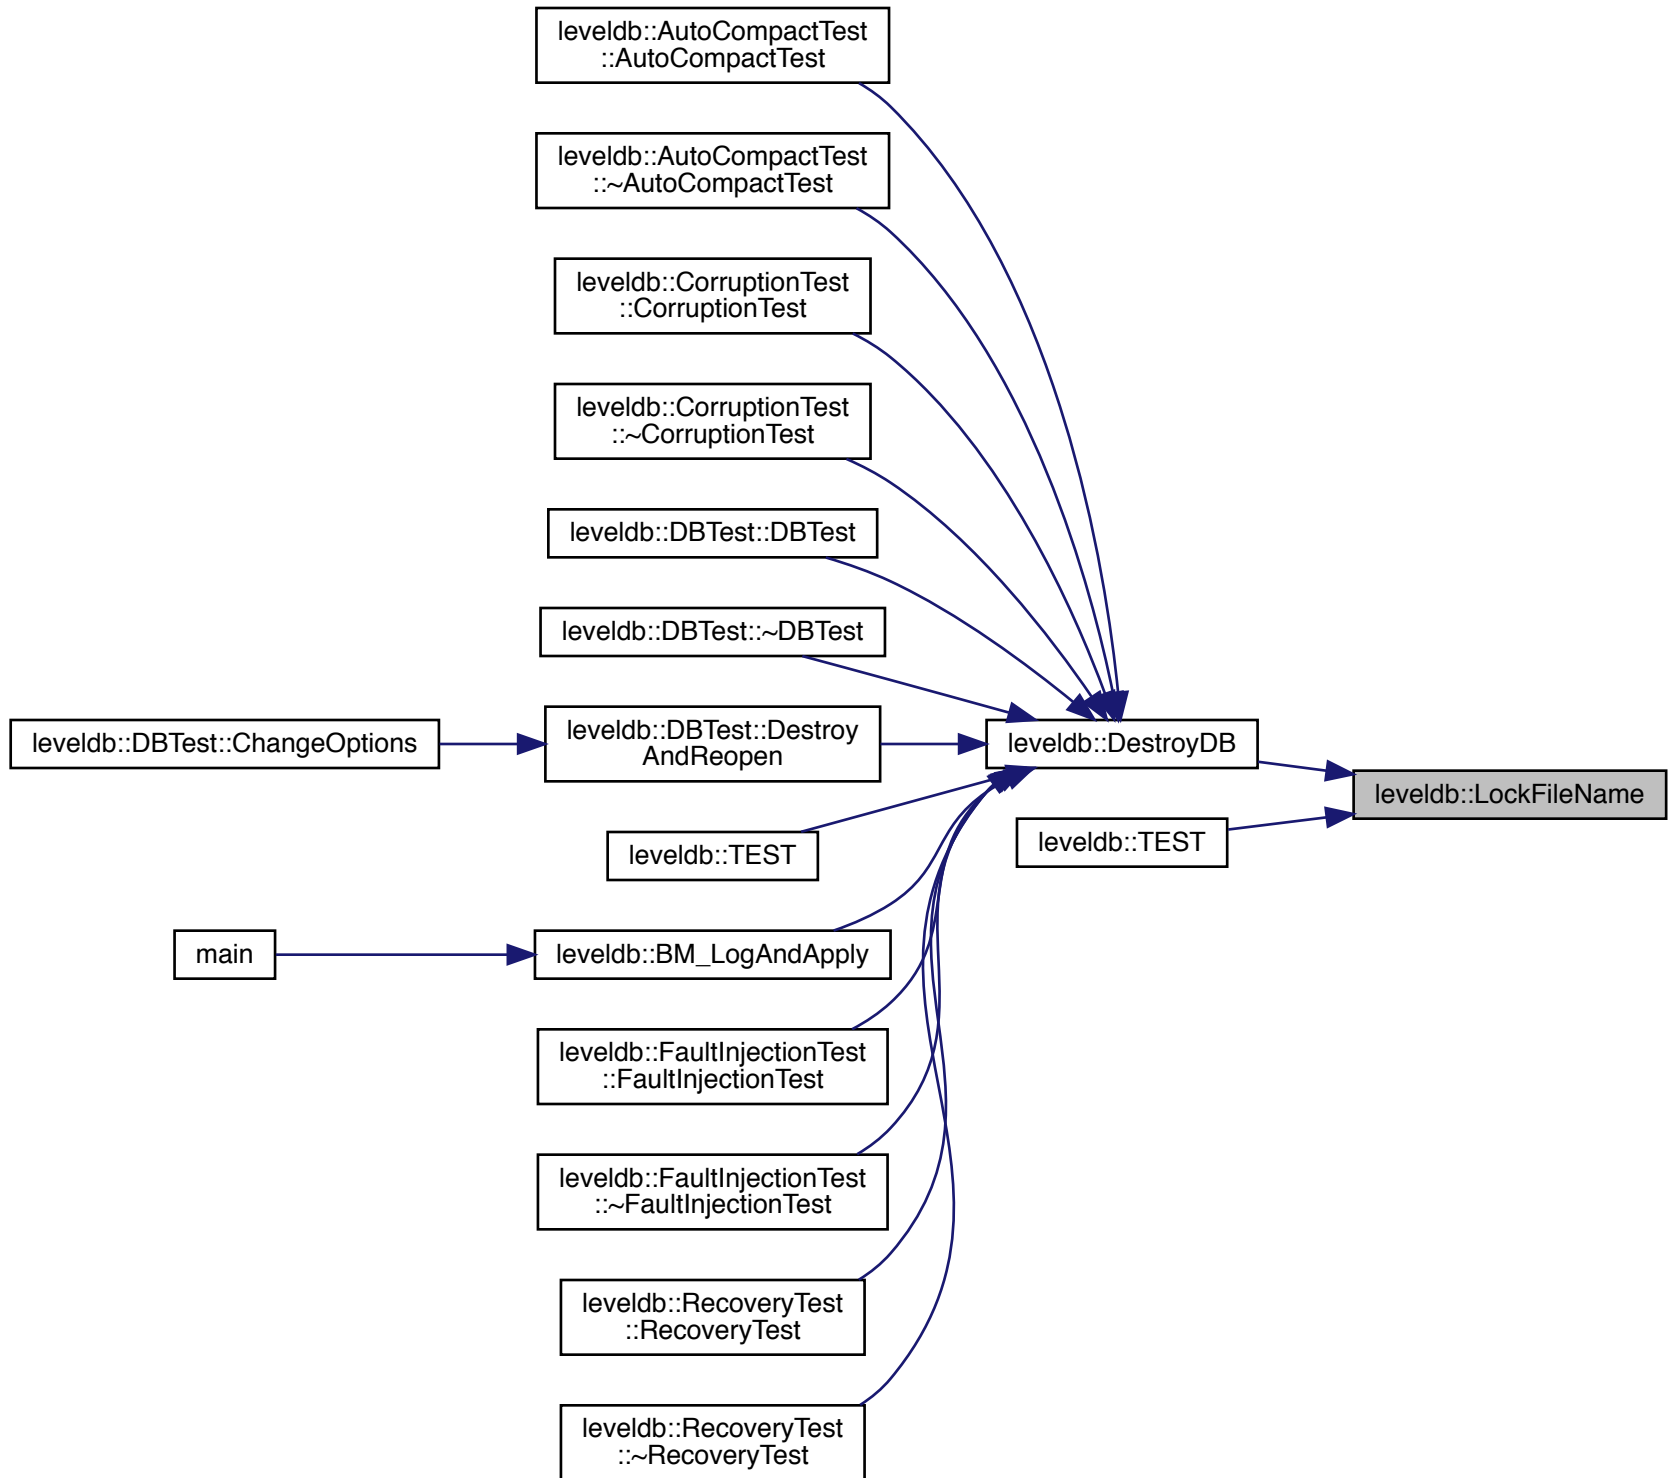 leveldb::AutoCompactTest
::AutoCompactTest
leveldb::AutoCompactTest
::~AutoCompactTest
leveldb::CorruptionTest
::CorruptionTest
leveldb::CorruptionTest
::~CorruptionTest
leveldb::DBTest::DBTest
leveldb::DBTest::~DBTest
leveldb::DBTest::ChangeOptions
leveldb::DBTest::Destroy
AndReopen
leveldb::DestroyDB
leveldb::LockFileName
leveldb::TEST
leveldb::TEST
main
leveldb::BM_LogAndApply
leveldb::FaultInjectionTest
::FaultInjectionTest
leveldb::FaultInjectionTest
::~FaultInjectionTest
leveldb::RecoveryTest
::RecoveryTest
leveldb::RecoveryTest
::~RecoveryTest